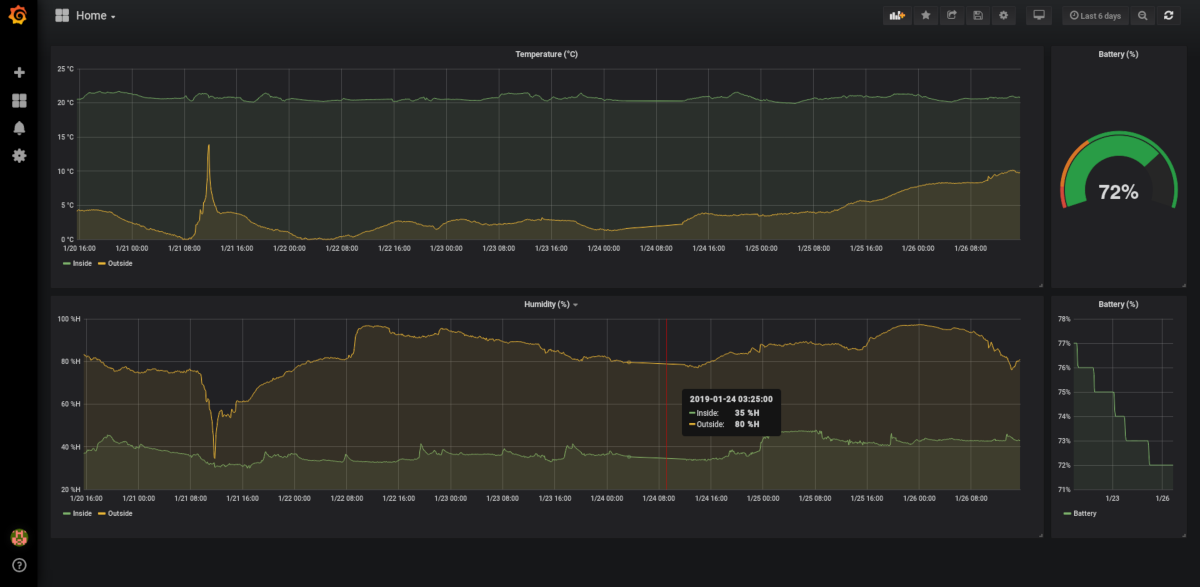 Home
Last 6 days
Temperature (°C)
25 °C
20 °C
15 °C
10 °C
5 °C
0 °C
1/20 16:00 1/21 00:00 1/21 08:00 1/21 16:00 1/22 00:00 1/22 08:00 1/22 16:00 1/23 00:00 1/23 08:00 1/23 16:00 1/24 00:00 1/24 08:00 1/24 16:00 1/25 00:00 1/25 08:00 1/25 16:00 1/26 00:00 1/26 08:00
Inside Outside
Battery (%)
72%
Humidity (%)
100 %H
80 %H
60 %H
40 %H
20 %H
1/20 16:00 1/21 00:00 1/21 08:00 1/21 16:00 1/22 00:00 1/22 08:00 1/22 16:00 1/23 00:00 1/23 08:00 1/23 16:00 1/24 00:00 1/24 08:00 1/24 16:00 1/25 00:00 1/25 08:00 1/25 16:00 1/26 00:00 1/26 08:00
Inside Outside
2019-01-24 03:25:00
Inside: 35 %H
Outside: 80 %H
Battery (%)
78%
77%
76%
75%
74%
73%
72%
71%
1/23 1/26
Battery
?